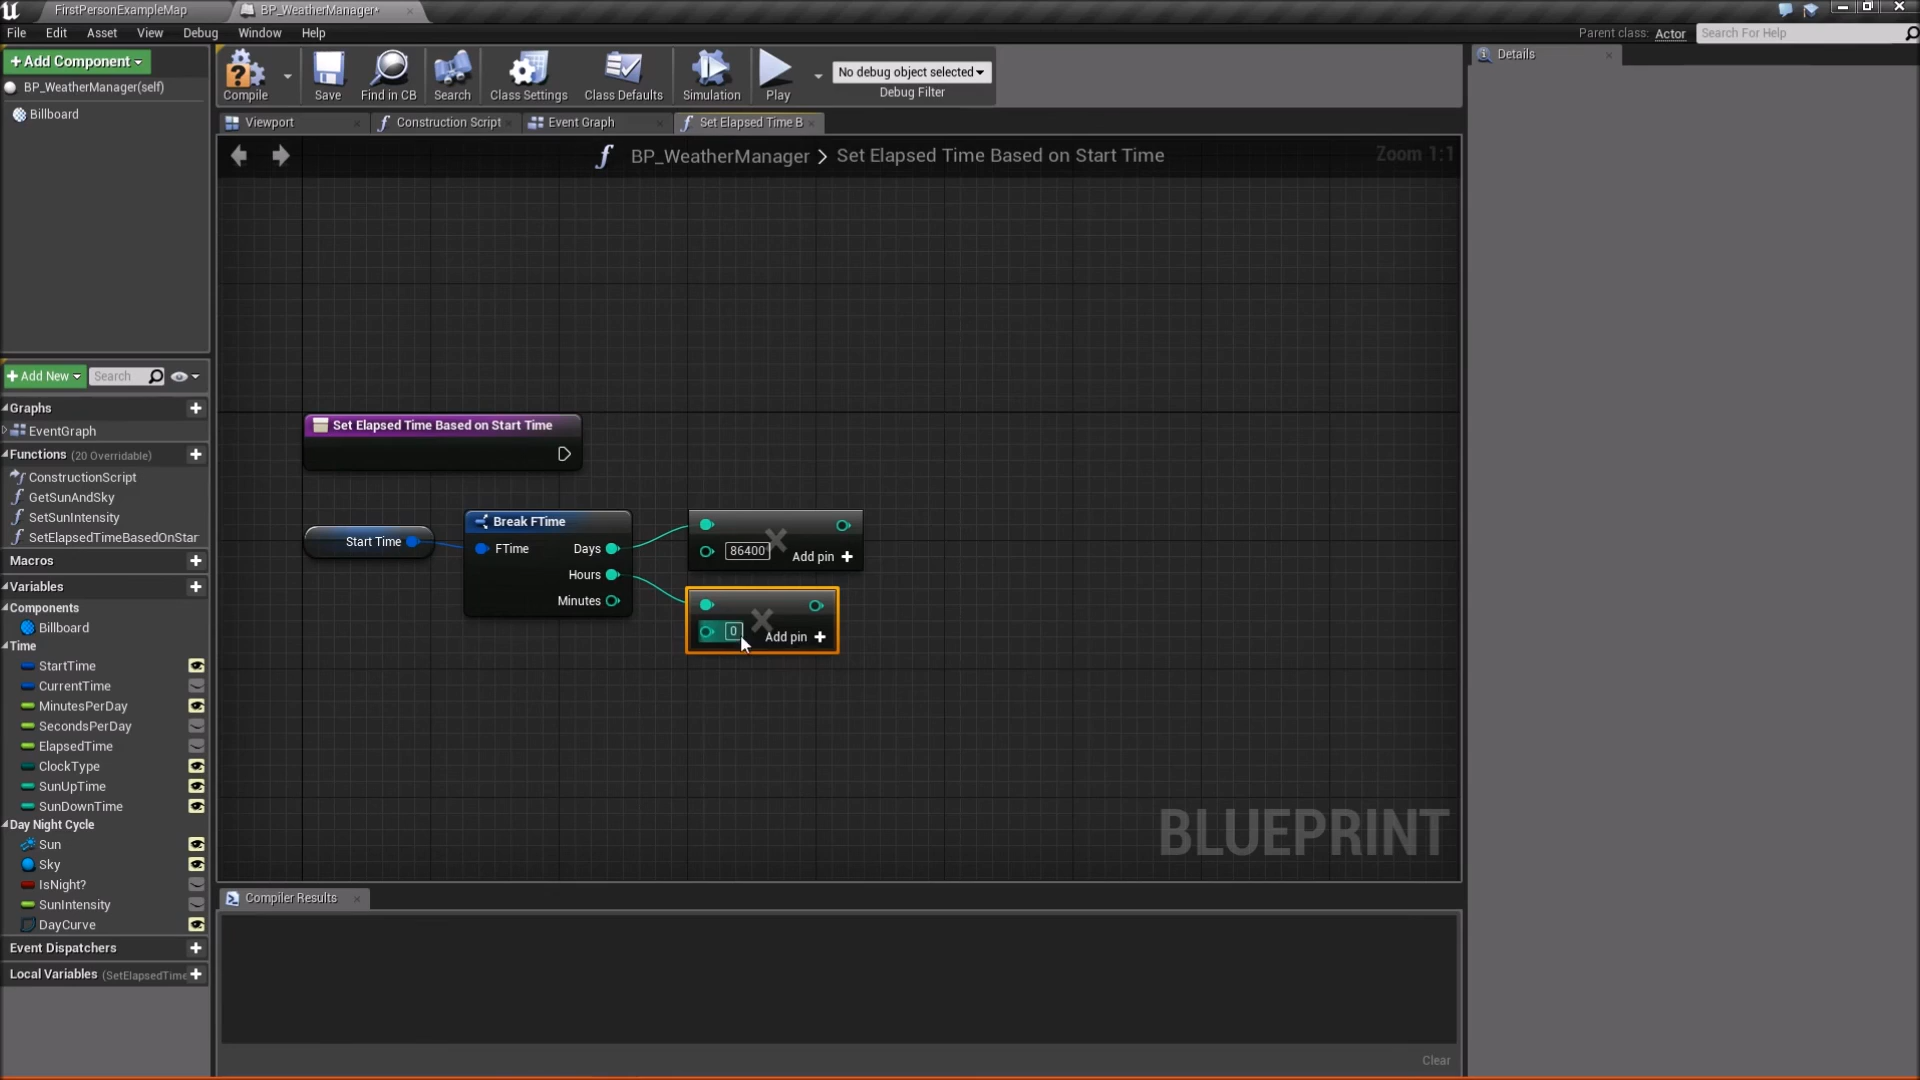 FirstPersonExampleMap
BP_WeatherManager*
File Edit Asset View Debug Window Help
Parent class: Actor
Search For Help
+Add Component
BP_WeatherManager(self)
Billboard
Compile
Save
Find in CB
Search
Class Settings
Class Defaults
Simulation
Play
No debug object selected
Debug Filter
Details
Viewport
Construction Script
Event Graph
Set Elapsed Time B
BP_WeatherManager > Set Elapsed Time Based on Start Time
Zoom 1:1
+Add New
Search
Graphs
EventGraph
Functions (20 Overridable)
ConstructionScript
GetSunAndSky
SetSunIntensity
SetElapsedTimeBasedOnStar
Macros
Variables
Components
Billboard
Time
StartTime
CurrentTime
MinutesPerDay
SecondsPerDay
ElapsedTime
ClockType
SunUpTime
SunDownTime
Day Night Cycle
Sun
Sky
IsNight?
SunIntensity
DayCurve
Event Dispatchers
Local Variables (SetElapsedTime
Set Elapsed Time Based on Start Time
Start Time
Break FTime
FTime
Days
Hours
Minutes
86400
Add pin +
0
Add pin +
BLUEPRINT
Compiler Results
Clear